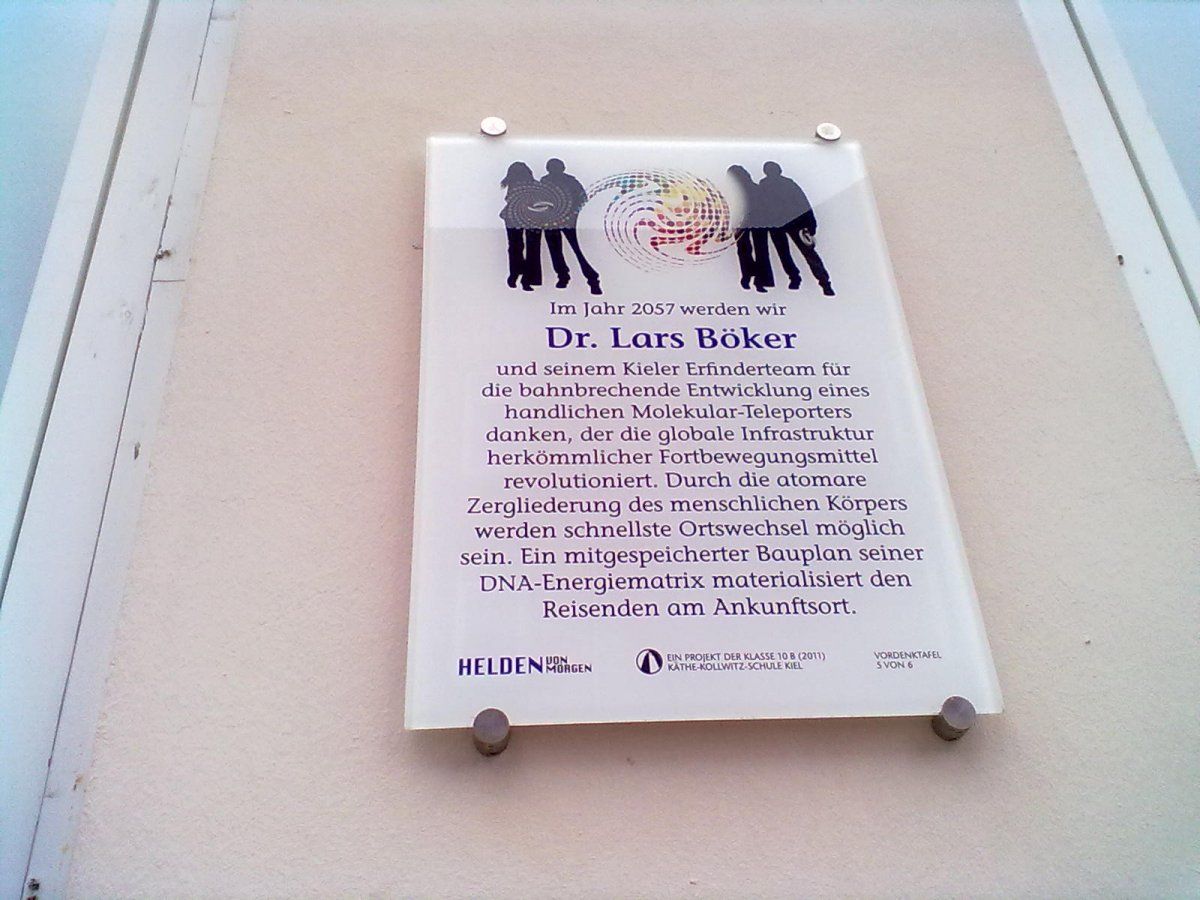 Im Jahr 2057 werden wir
Dr. Lars Böker
und seinem Kieler Erfinderteam für
die bahnbrechende Entwicklung eines
handlichen Molekular-Teleporters
danken, der die globale Infrastruktur
herkömmlicher Fortbewegungsmittel
revolutioniert. Durch die atomare
Zergliederung des menschlichen Körpers
werden schnellste Ortswechsel möglich
sein. Ein mitgespeicherter Bauplan seiner
DNA-Energiematrix materialisiert den
Reisenden am Ankunftsort.
HELDEN VON MORGEN
EIN PROJEKT DER KLASSE 10 B (2011)
KÄTHE-KOLLWITZ-SCHULE KIEL
VORDENKTAFEL
5 VON 6